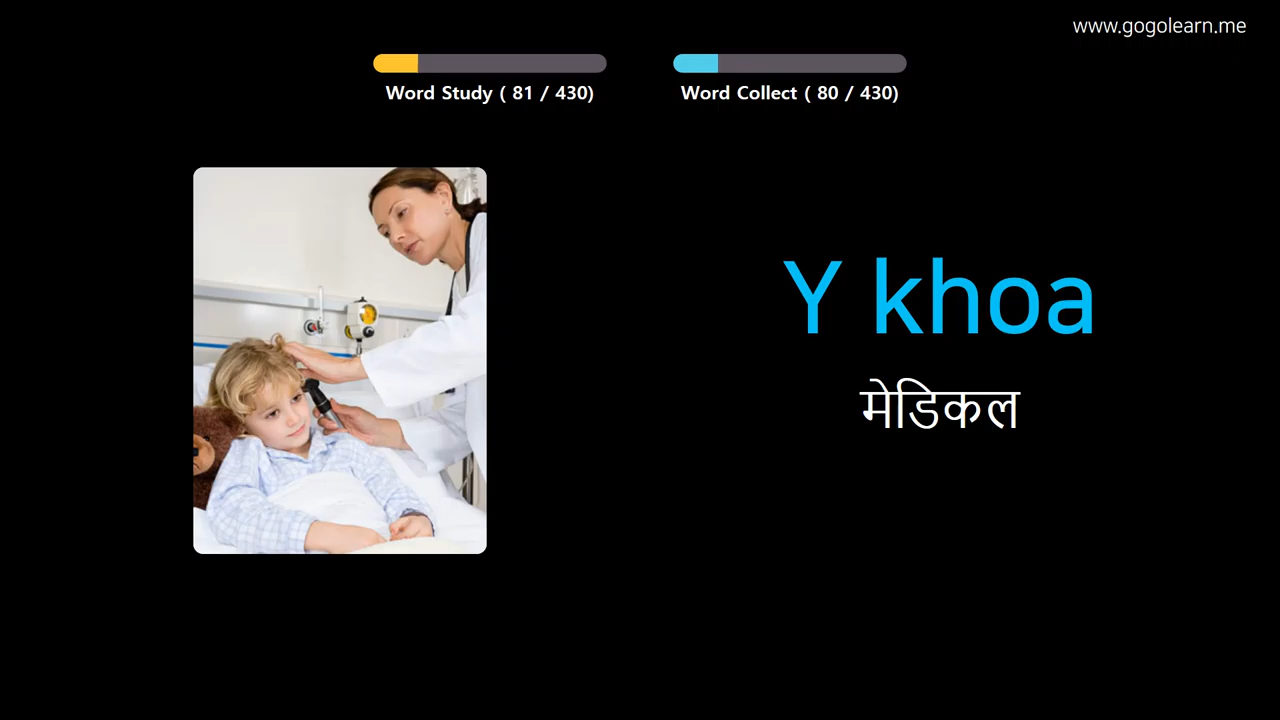 www.gogolearn.me
Word Study ( 81 / 430)
Word Collect ( 80 / 430)
Y khoa
मेडिकल